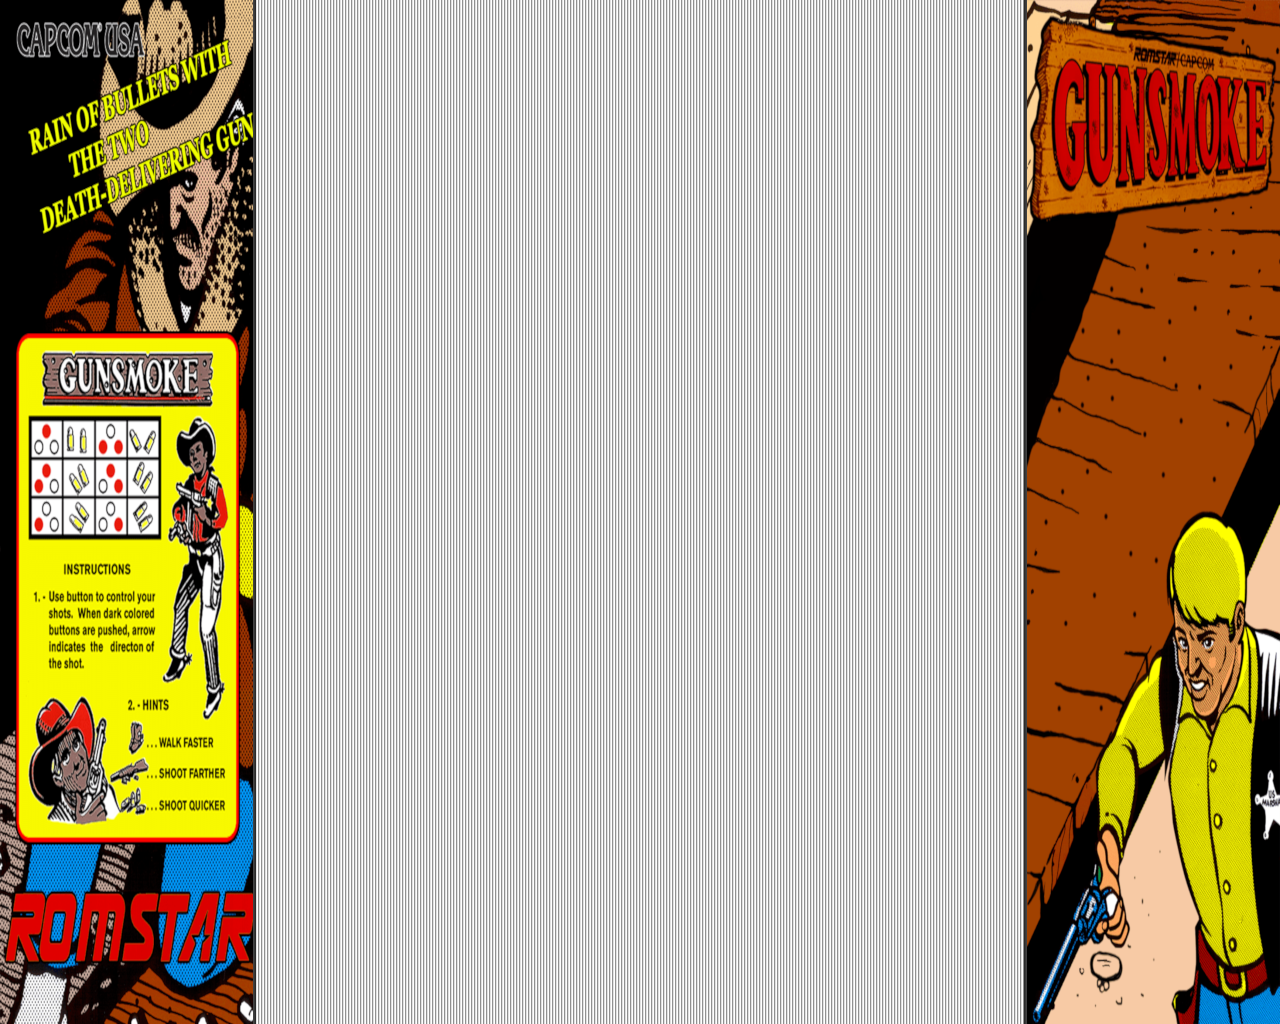 CAPCOM USA
RAIN OF BULLETS WITH
THE TWO
DEATH-DELIVERING GUN
GUNSMOKE
INSTRUCTIONS
1. - Use button to control your
shots. When dark colored
buttons are pushed, arrow
indicates the directon of
the shot.
2. - HINTS
...WALK FASTER
...SHOOT FARTHER
...SHOOT QUICKER
ROMSTAR
ROMSTAR/CAPCOM
GUNSMOKE
U.S.
MARSHAL